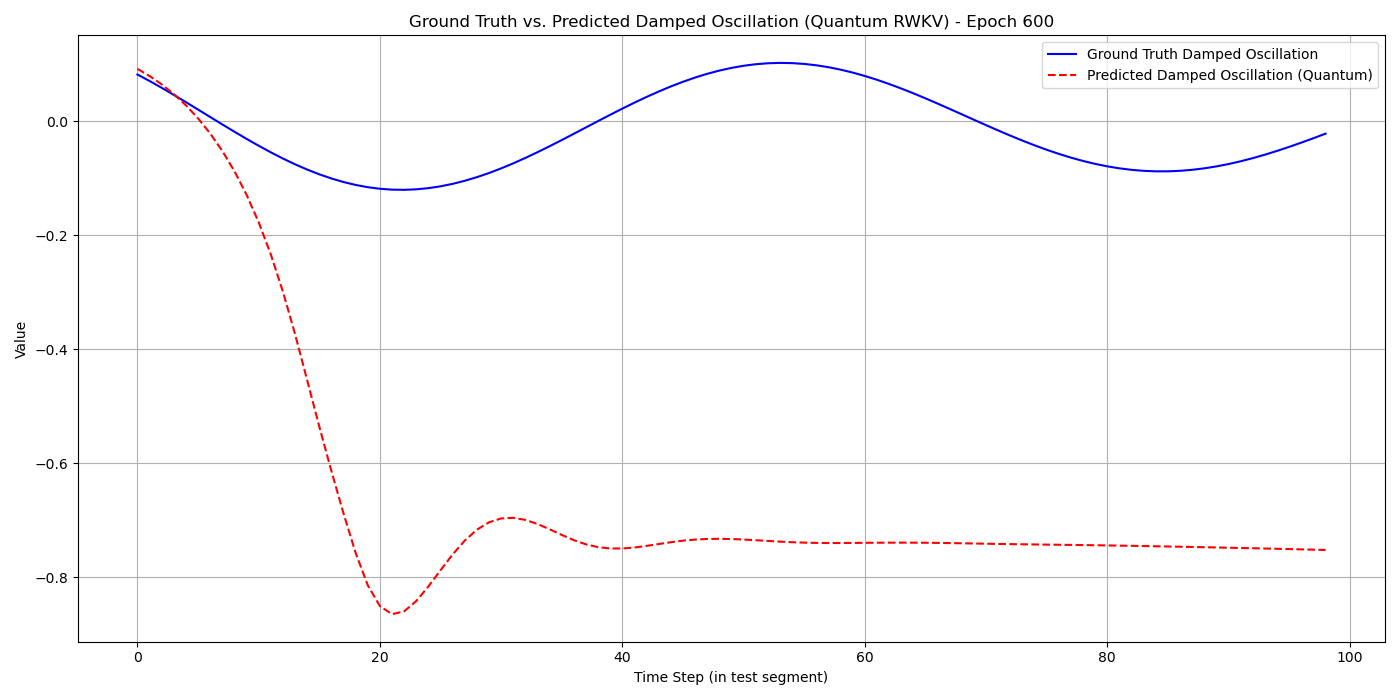 Ground Truth vs. Predicted Damped Oscillation (Quantum RWKV) - Epoch 600
Ground Truth Damped Oscillation
Predicted Damped Oscillation (Quantum)
Value
0.0
−0.2
−0.4
−0.6
−0.8
0 20 40 60 80 100
Time Step (in test segment)